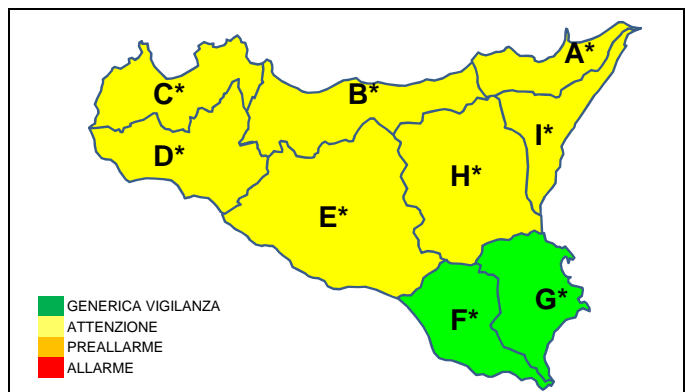 A*
C*
B*
I*
D*
H*
E*
G*
F*
GENERICA VIGILANZA
ATTENZIONE
PREALLARME
ALLARME